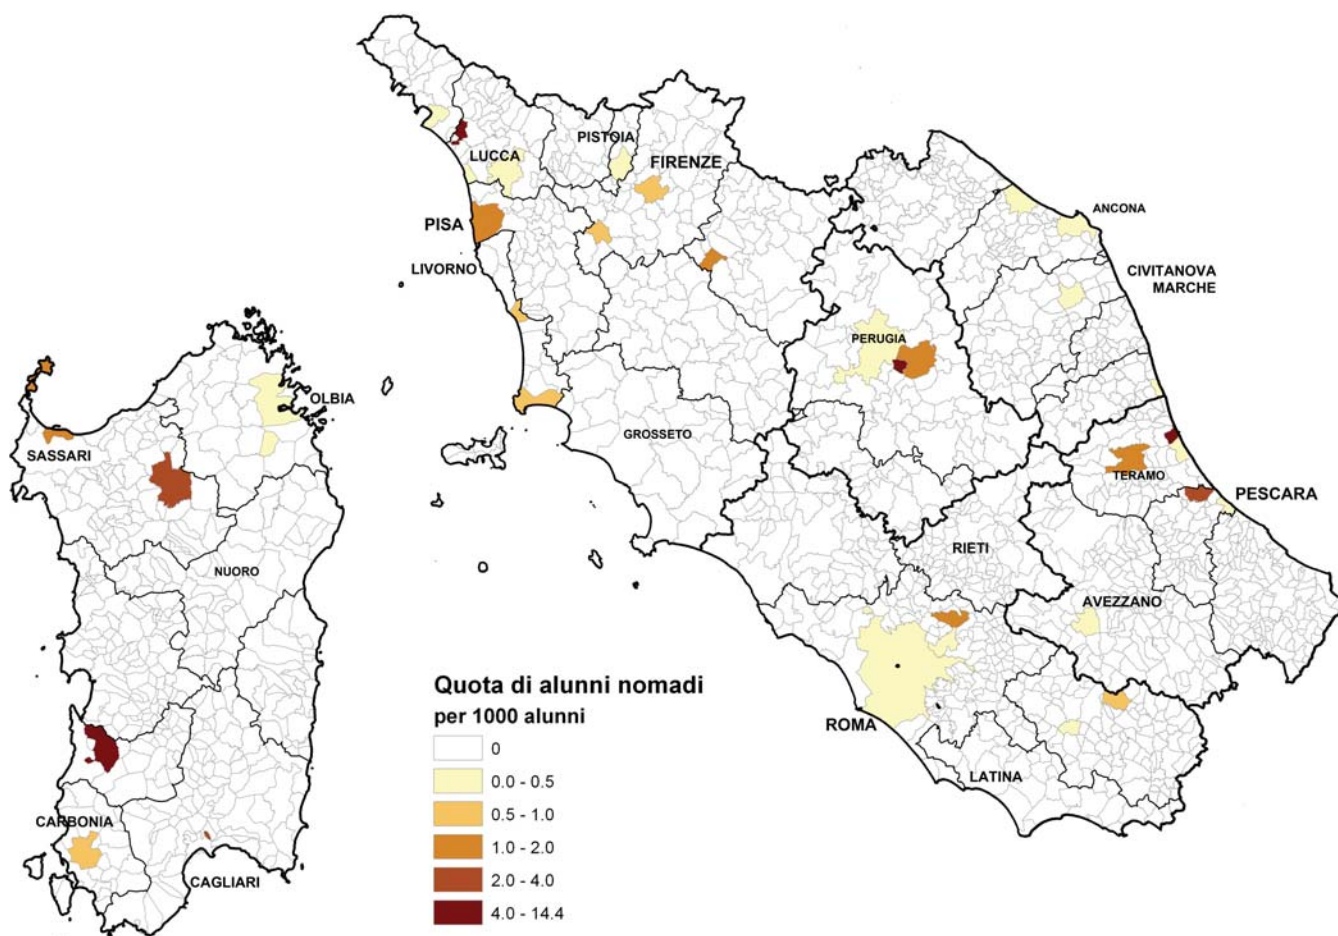 PISTOIA
LUCCA
FIRENZE
PISA
ANCONA
LIVORNO
CIVITANOVA
MARCHE
PERUGIA
OLBIA
GROSSETO
SASSARI
TERAMO
PESCARA
RIETI
NUORO
AVEZZANO
Quota di alunni nomadi
per 1000 alunni
ROMA
0
LATINA
0.0 - 0.5
0.5 - 1.0
CARBONIA
1.0 - 2.0
CAGLIARI
2.0 - 4.0
4.0 - 14.4